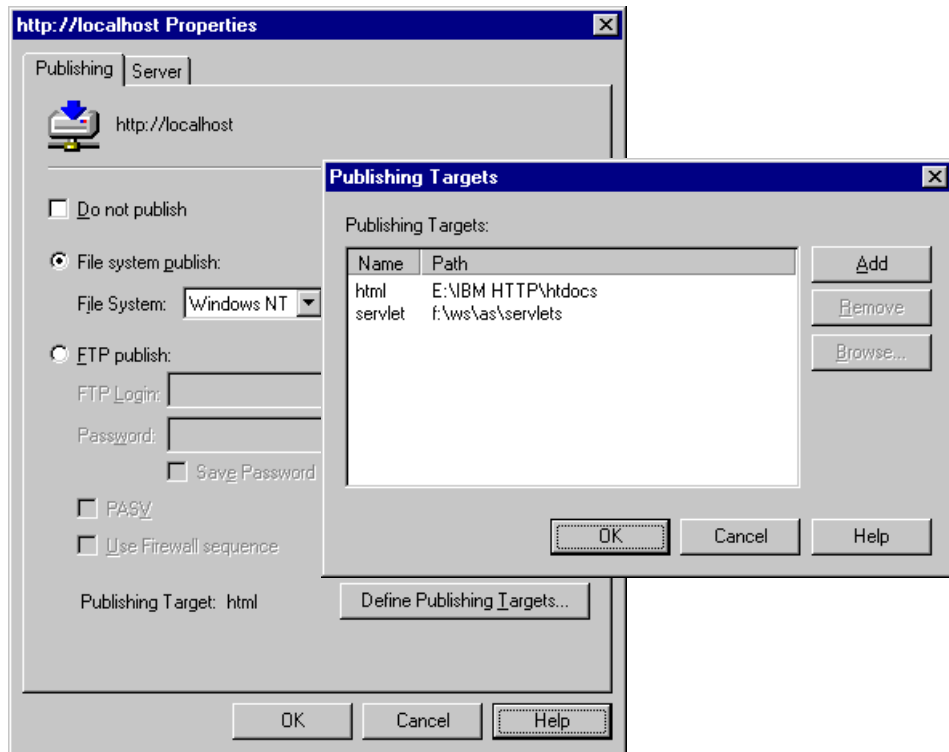 http://localhost Properties
Publishing Server
http://localhost
Do not publish
File system publish:
File System: Windows NT
FTP publish:
FTP Login:
Password:
Save Password
PASV
Use Firewall sequence
Publishing Target: html Define Publishing Targets...
OK Cancel Help
Publishing Targets
Publishing Targets:
Name Path
html E:\IBM HTTP\htdocs
servlet f:\ws\as\servlets
Add
Remove
Browse...
OK Cancel Help